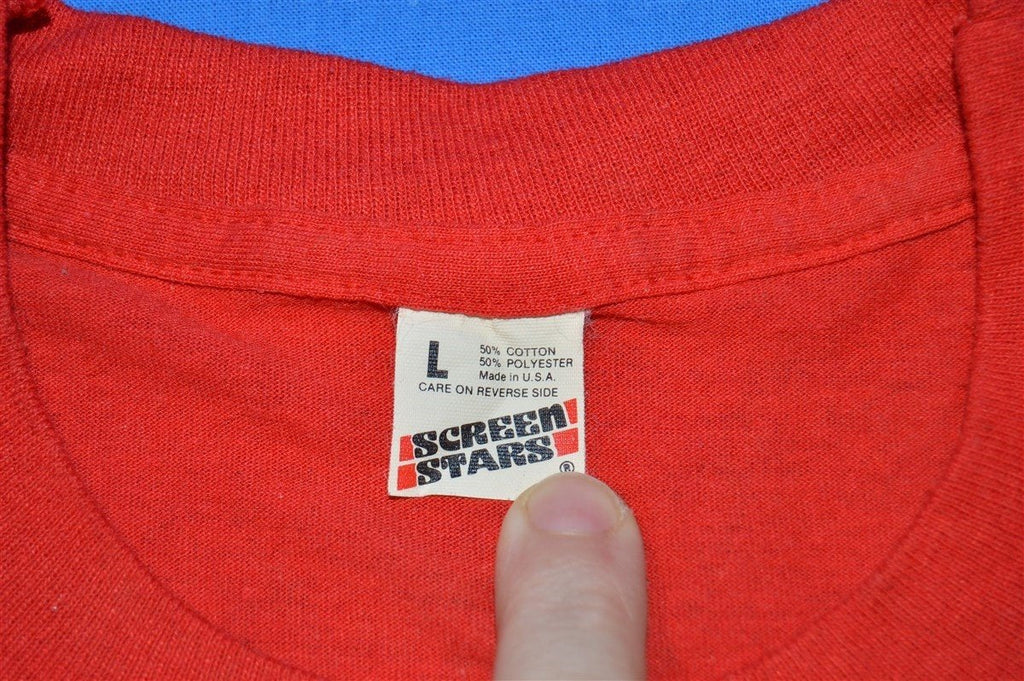 L
50% COTTON
50% POLYESTER
Made in U.S.A.
CARE ON REVERSE SIDE
SCREEN
STARS
®